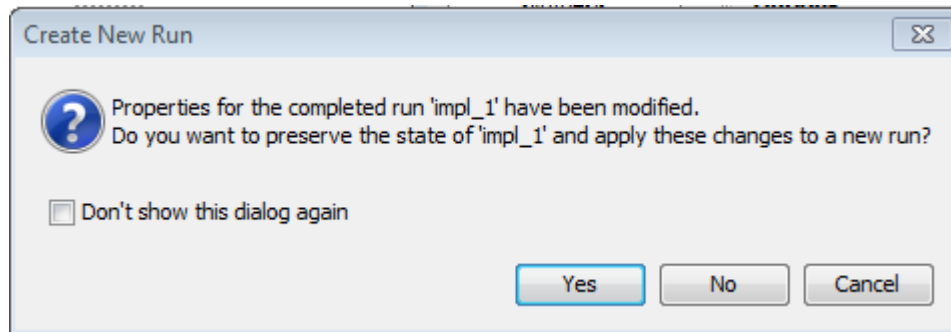 Create New Run
Properties for the completed run 'impl_1' have been modified.
Do you want to preserve the state of 'impl_1' and apply these changes to a new run?
Don't show this dialog again
Yes
No
Cancel